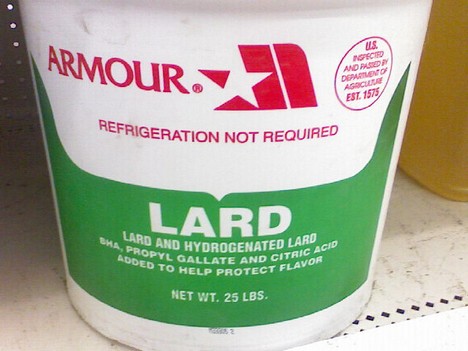 ARMOUR®
U.S.
INSPECTED
AND PASSED BY
DEPARTMENT OF
AGRICULTURE
EST. 1575
REFRIGERATION NOT REQUIRED
LARD
LARD AND HYDROGENATED LARD
BHA, PROPYL GALLATE AND CITRIC ACID
ADDED TO HELP PROTECT FLAVOR
NET WT. 25 LBS.